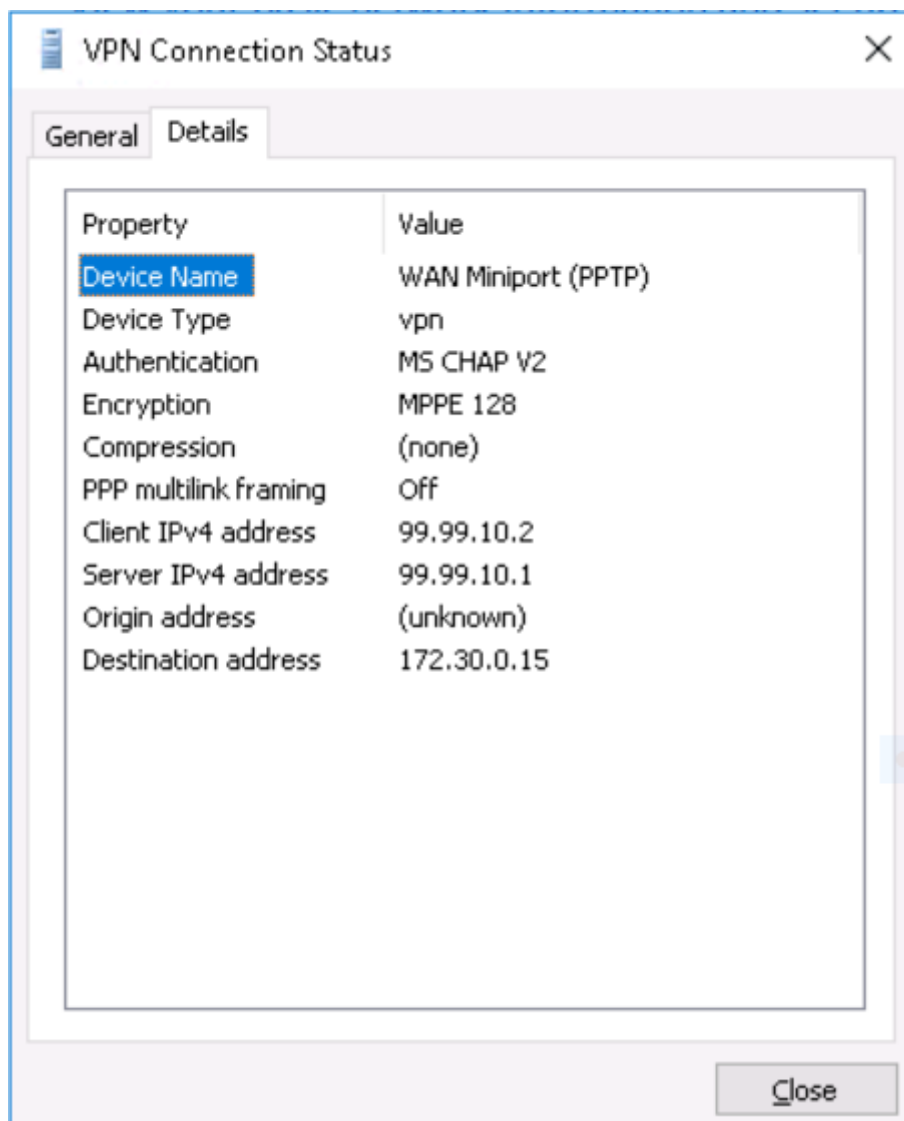 VPN Connection Status
General Details
Property Value
Device Name WAN Miniport (PPTP)
Device Type vpn
Authentication MS CHAP V2
Encryption MPPE 128
Compression (none)
PPP multilink framing Off
Client IPv4 address 99.99.10.2
Server IPv4 address 99.99.10.1
Origin address (unknown)
Destination address 172.30.0.15
Close